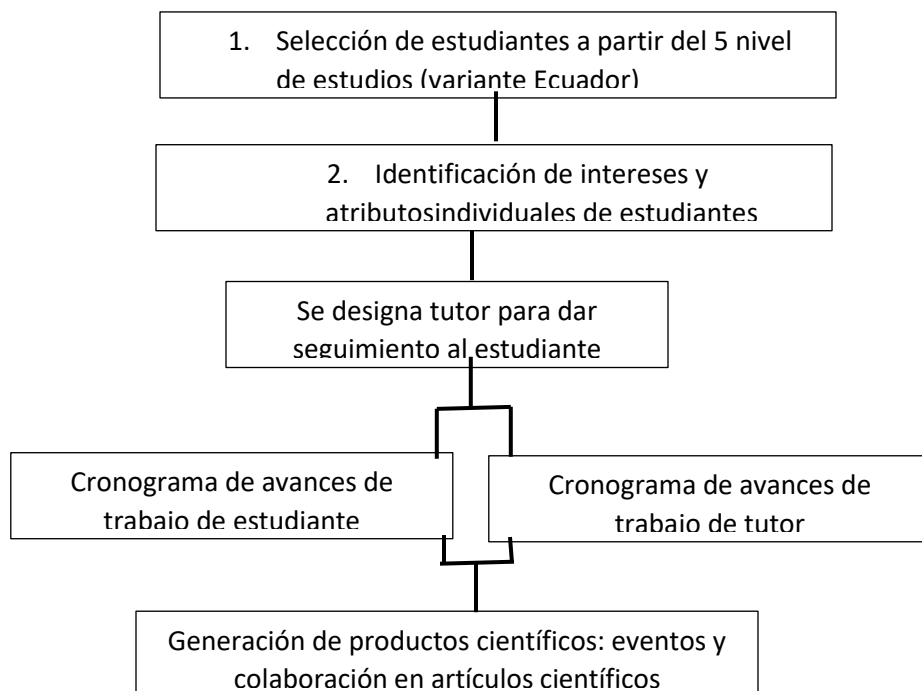 1. Selección de estudiantes a partir del 5 nivel
de estudios (variante Ecuador)
2. Identificación de intereses y
atributosindividuales de estudiantes
Se designa tutor para dar
seguimiento al estudiante
Cronograma de avances de
trabajo de estudiante
Cronograma de avances de
trabajo de tutor
Generación de productos científicos: eventos y
colaboración en artículos científicos